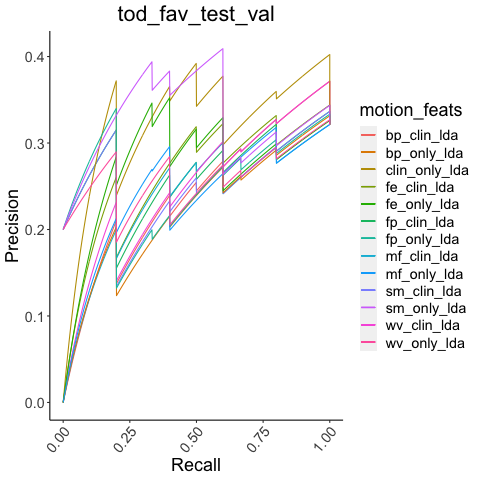 tod_fav_test_val
Precision
0.4
0.3
0.2
0.1
0.0
0.00
0.25
0.50
0.75
1.00
Recall
motion_feats
bp_clin_lda
bp_only_lda
clin_only_lda
fe_clin_lda
fe_only_lda
fp_clin_lda
fp_only_lda
mf_clin_lda
mf_only_lda
sm_clin_lda
sm_only_lda
wv_clin_lda
wv_only_lda